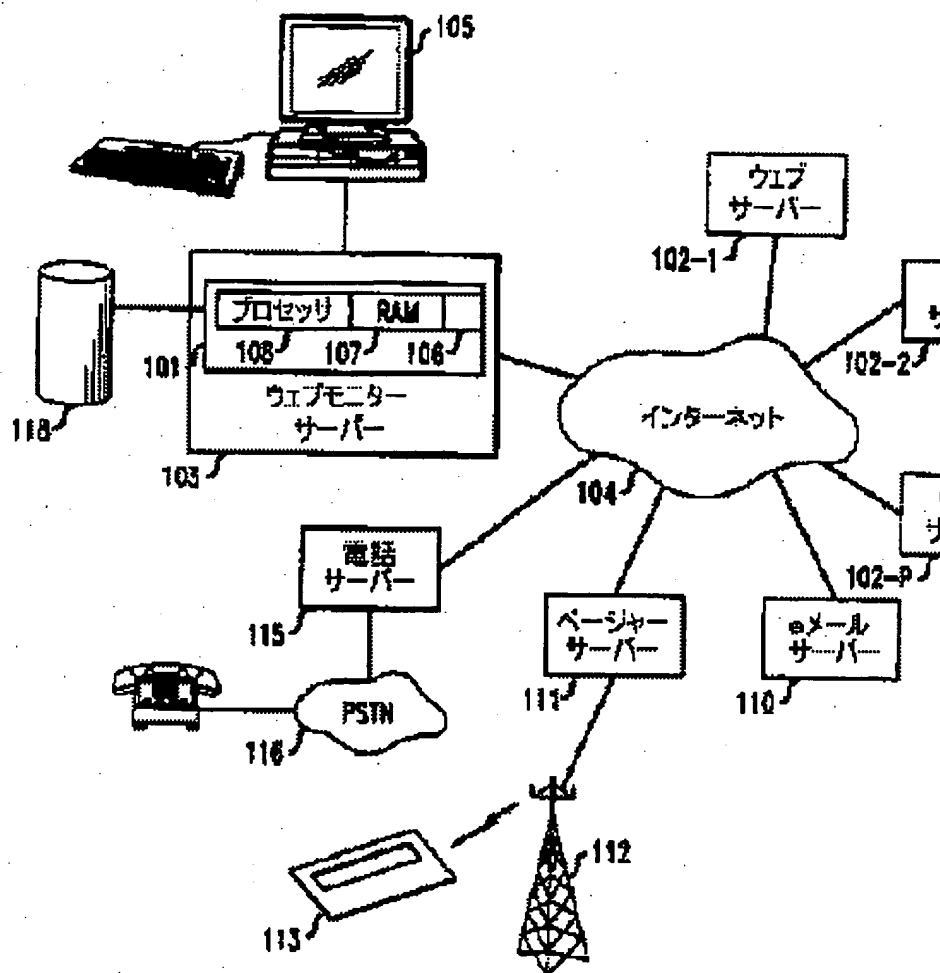 105
ウェブ
サーバー
102-1
プロセッサ
RAM
108
107
106
101
サ
102-2
118
ウェブモニター
サーバー
103
インターネット
104
サ
102-P
電話
サーバー
115
ページャー
サーバー
111
eメール
サーバー
110
PSTN
116
112
113